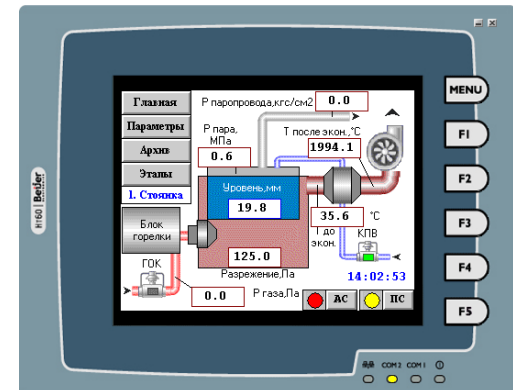 MENU
F1
F2
F3
F4
F5
HT60 Beijer
Главная
Параметры
Архив
Этапы
1. Стоянка
P паропровода,кгс/см2
0.0
P пара,
МПа
0.6
T после экон.,°C
1994.1
Уровень,мм
19.8
35.6 °C
T до
экон.
КПВ
Блок
горелки
125.0
Разрежение,Па
ГОК
14:02:53
0.0
P газа,Па
АС
ПС
COM2 COM1